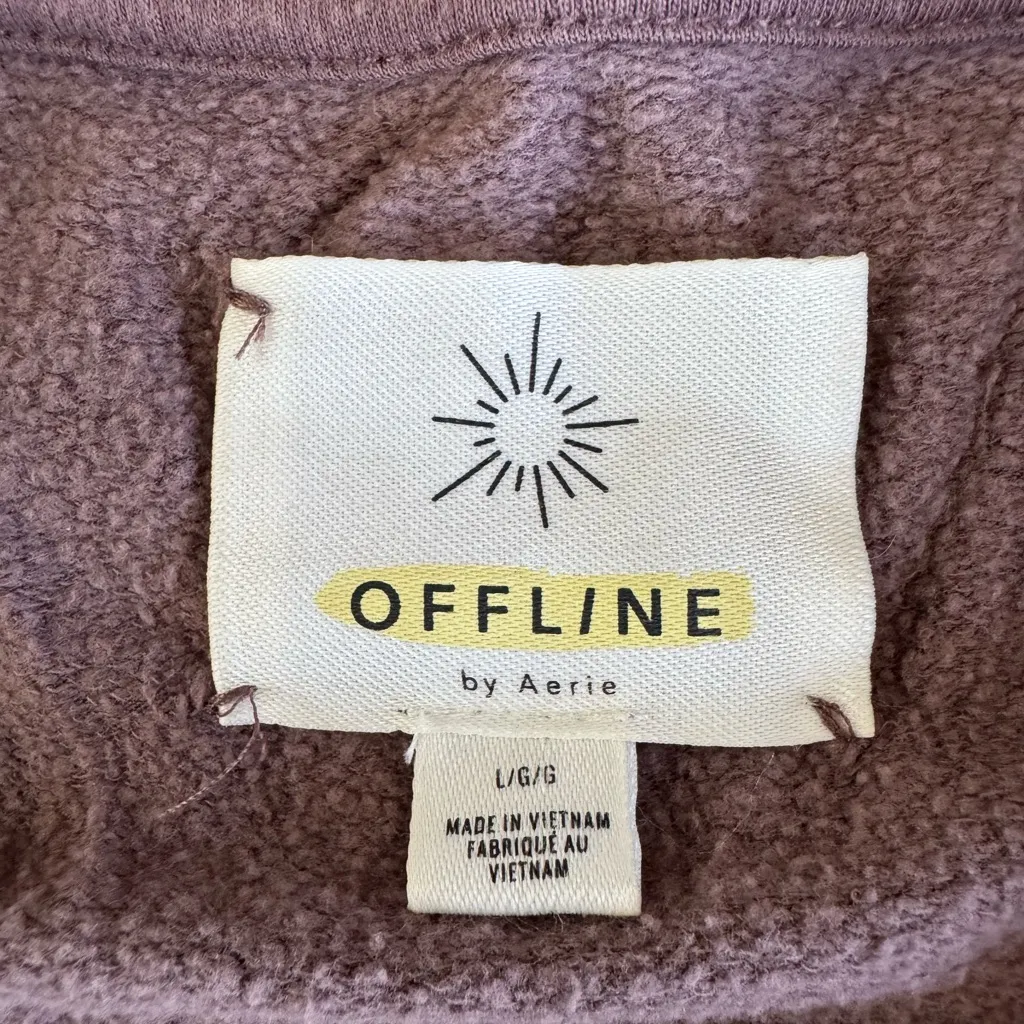 OFFLINE
by Aerie
L/G/G
MADE IN VIETNAM
FABRIQUÉ AU
VIETNAM